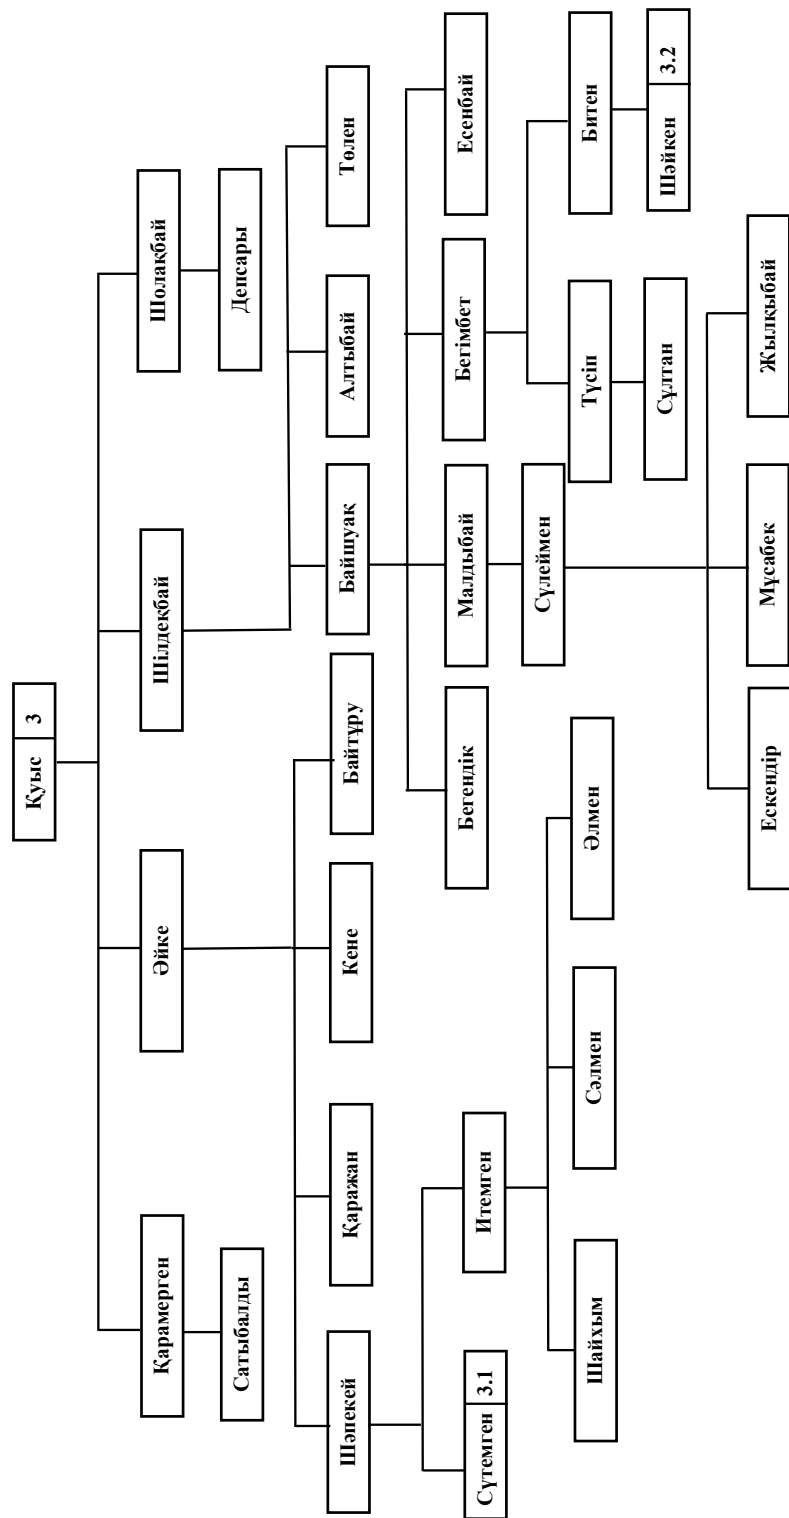 Қуыс 3
Қарамерген
Әйке
Шілдекбай
Шолақбай
Сатыбалды
Депсары
Шәпекей
Қаражан
Кене
Байтұру
Байшуақ
Алтыбай
Төлен
Сүтемген 3.1
Итемген
Бегендік
Малдыбай
Бегімбет
Есенбай
Сүлеймен
Шайхым
Сәлмен
Әлмен
Түсіп
Битен
Сұлтан
Шәйкен 3.2
Ескендір
Мұсабек
Жылқыбай